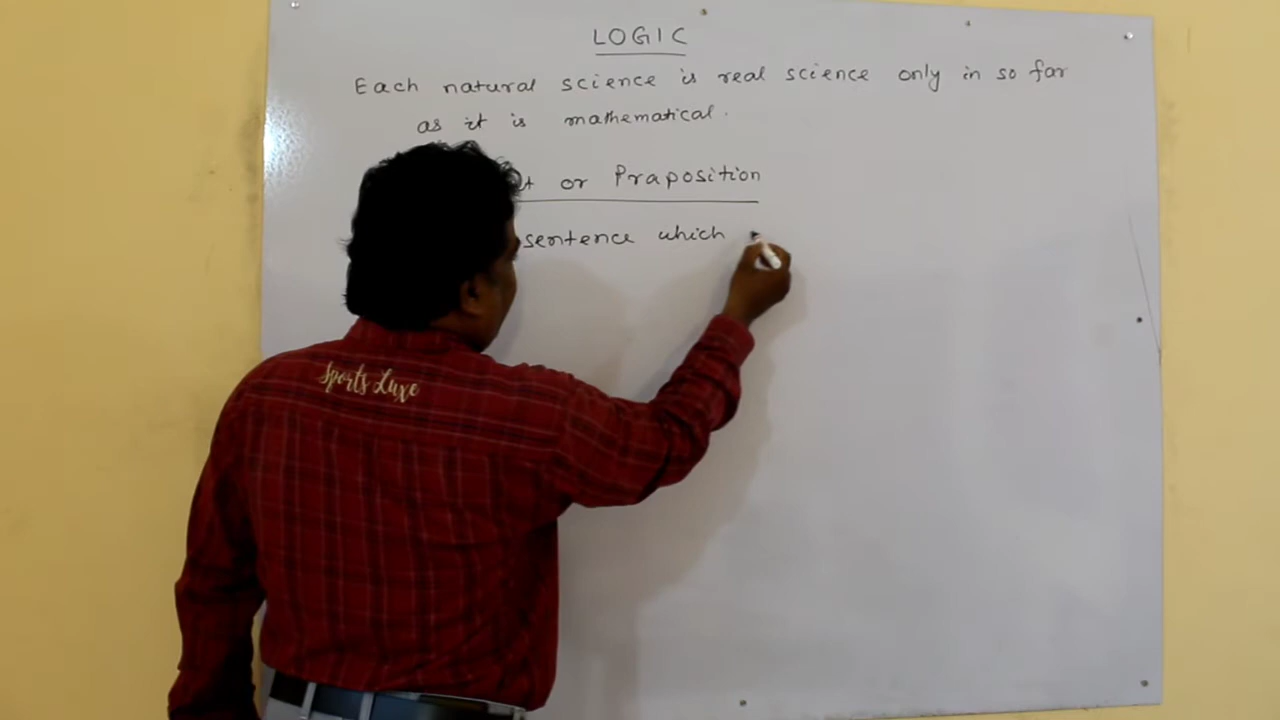 LOGIC
Each natural science is real science only in so far
as it is mathematical.
or Praposition
sentence which
Sports Luxe